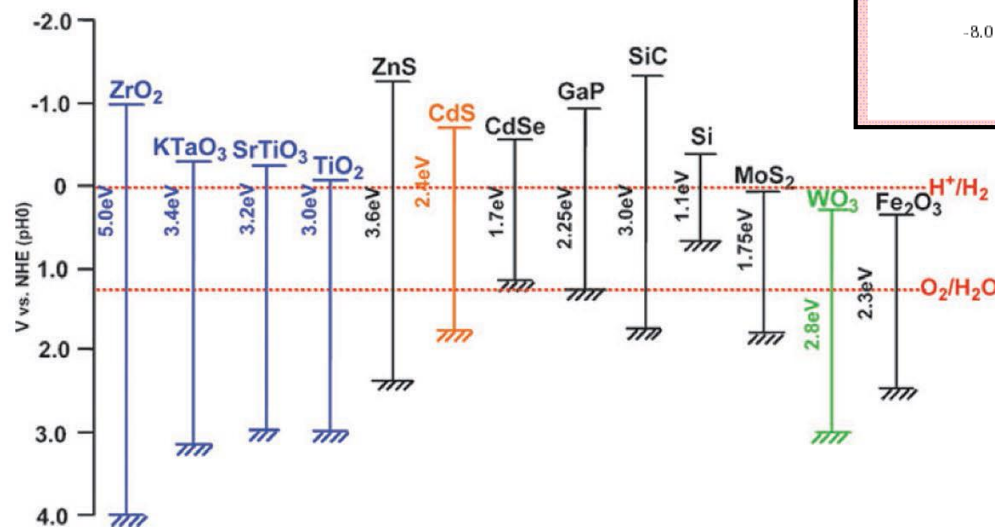 -2.0
-1.0
0
1.0
2.0
3.0
4.0
V vs. NHE (pH0)
ZrO₂
5.0eV
KTaO₃
3.4eV
SrTiO₃
3.2eV
TiO₂
3.0eV
ZnS
3.6eV
CdS
2.4eV
CdSe
1.7eV
GaP
2.25eV
SiC
3.0eV
Si
1.1eV
MoS₂
1.75eV
WO₃
2.8eV
Fe₂O₃
2.3eV
H⁺/H₂
O₂/H₂O
-8.0